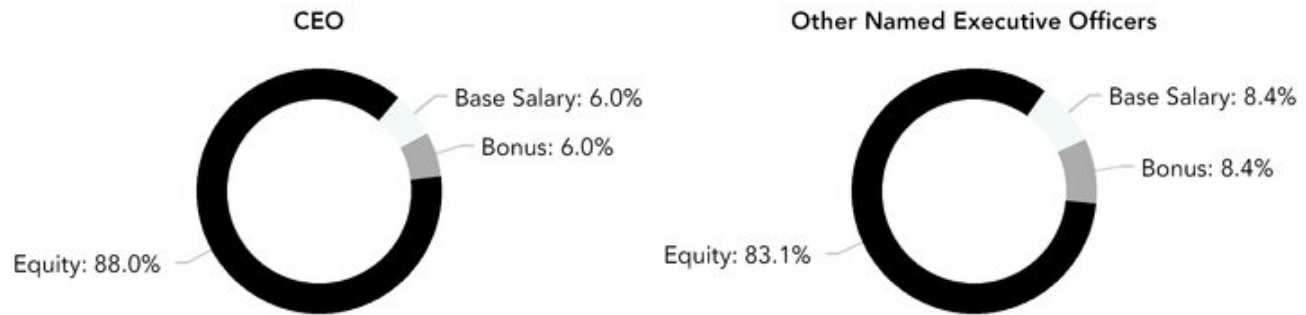 CEO
Base Salary: 6.0%
Bonus: 6.0%
Equity: 88.0%
Other Named Executive Officers
Base Salary: 8.4%
Bonus: 8.4%
Equity: 83.1%